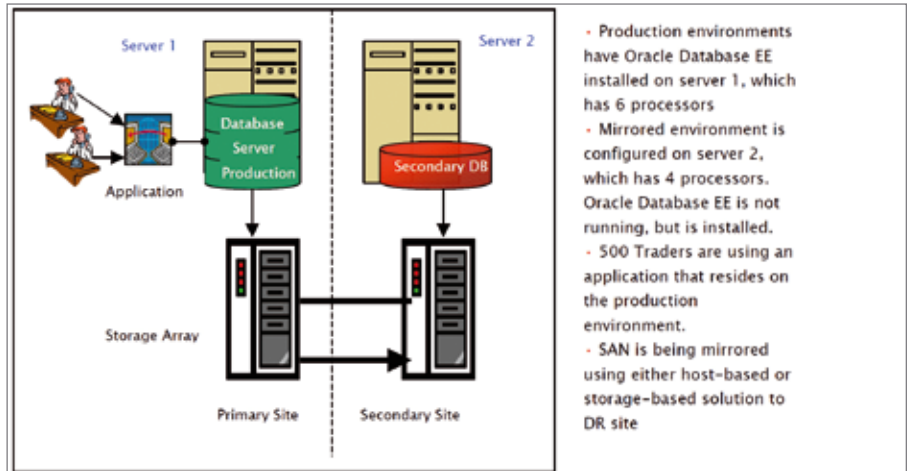 Server 1
Server 2
Database
Server
Production
Secondary DB
Application
Storage Array
Primary Site
Secondary Site
- Production environments
have Oracle Database EE
installed on server 1, which
has 6 processors
- Mirrored environment is
configured on server 2,
which has 4 processors.
Oracle Database EE is not
running, but is installed.
- 500 Traders are using an
application that resides on
the production
environment.
- SAN is being mirrored
using either host-based or
storage-based solution to
DR site